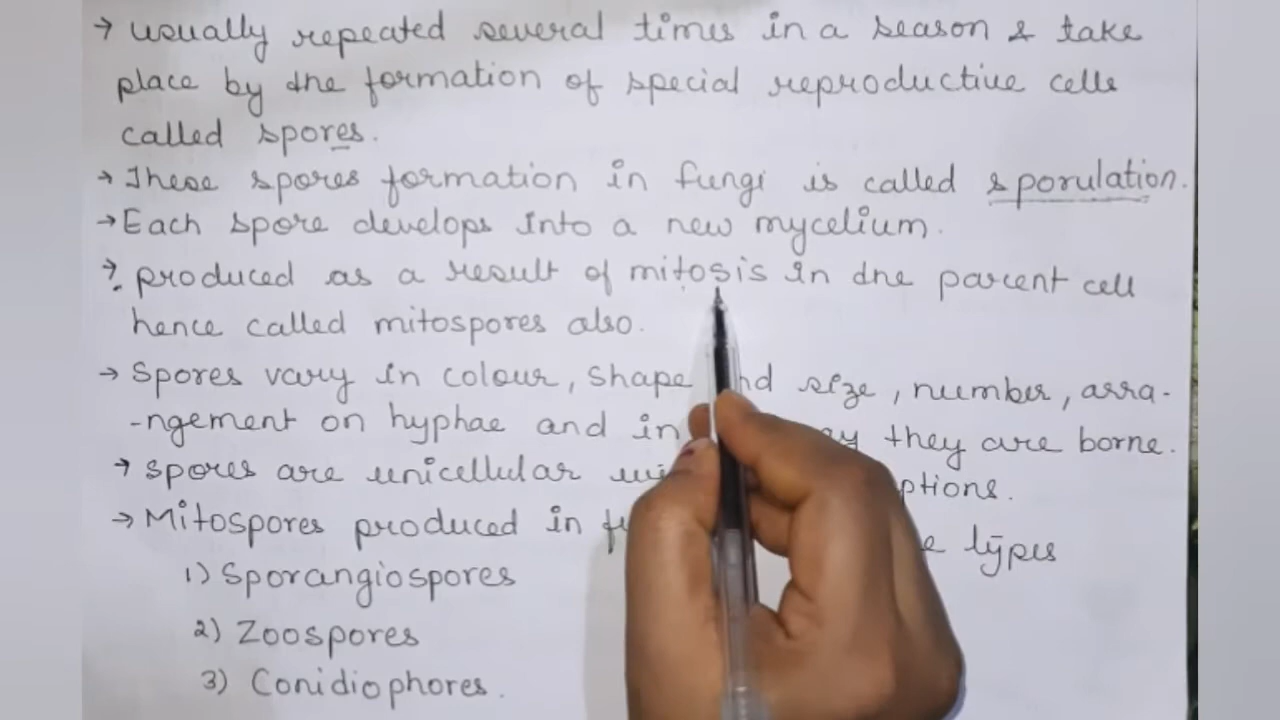 → usually repeated several times in a season & take
place by the formation of special reproductive cells
called spores.
→ These spores formation in fungi is called sporulation.
→ Each spore develops into a new mycelium.
→ produced as a result of mitosis in the parent cell
hence called mitospores also.
→ Spores vary in colour, shape and size, number, arra-
-ngement on hyphae and in they are borne.
→ spores are unicellular
→ Mitospores produced in types
1) Sporangiospores
2) Zoospores
3) Conidiophores.